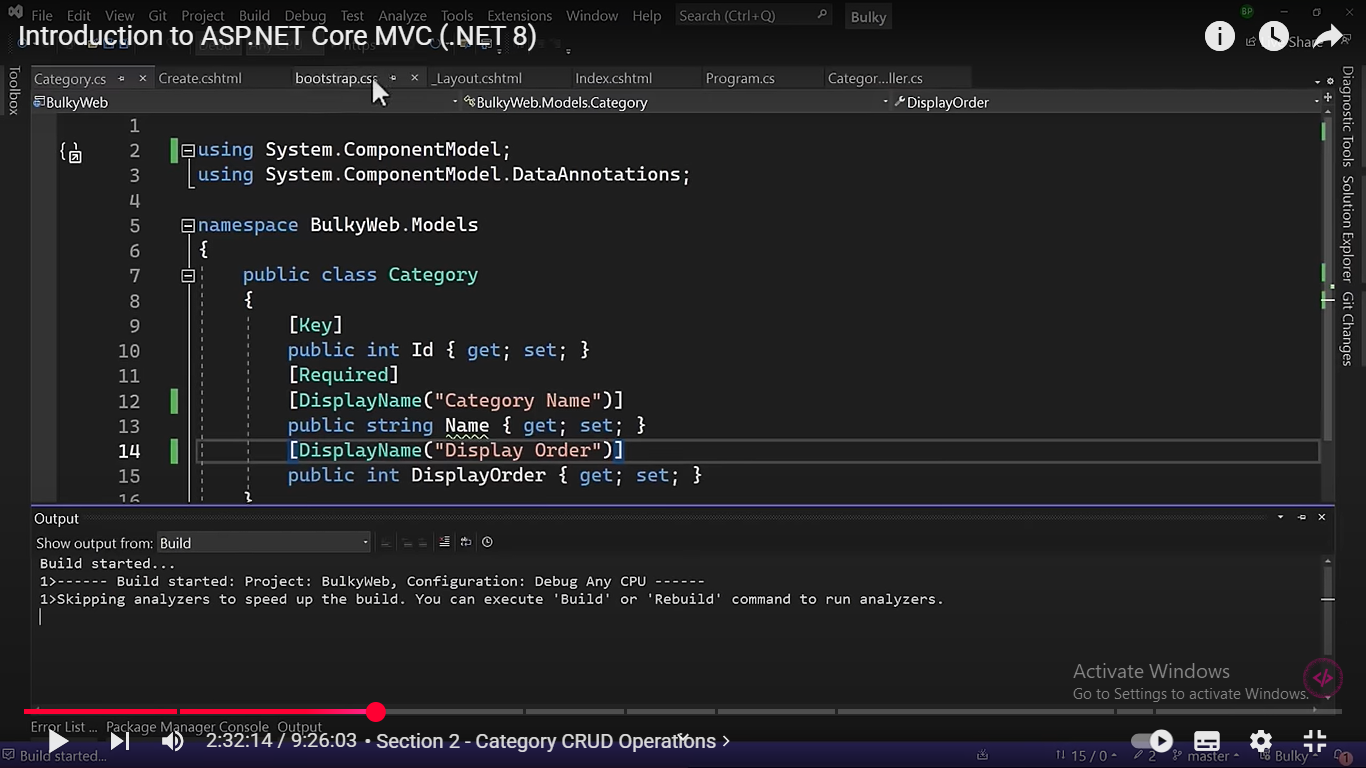 File Edit View Git Project Build Debug Test Analyze Tools Extensions Window Help Search (Ctrl+Q) Bulky BP
Introduction to ASP.NET Core MVC (.NET 8)
Share
Category.cs Create.cshtml bootstrap.css _Layout.cshtml Index.cshtml Program.cs Categor...ller.cs
BulkyWeb BulkyWeb.Models.Category DisplayOrder
Toolbox
Diagnostic Tools Solution Explorer Git Changes
1
2 using System.ComponentModel;
3 using System.ComponentModel.DataAnnotations;
4
5 namespace BulkyWeb.Models
6 {
7 public class Category
8 {
9 [Key]
10 public int Id { get; set; }
11 [Required]
12 [DisplayName("Category Name")]
13 public string Name { get; set; }
14 [DisplayName("Display Order")]
15 public int DisplayOrder { get; set; }
16 }
Output
Show output from: Build
Build started...
1>------ Build started: Project: BulkyWeb, Configuration: Debug Any CPU ------
1>Skipping analyzers to speed up the build. You can execute 'Build' or 'Rebuild' command to run analyzers.
Activate Windows
Go to Settings to activate Windows.
Error List ... Package Manager Console Output
2:32:14 / 9:26:03 • Section 2 - Category CRUD Operations >
Build started... 15 / 0 2 master Bulky 1